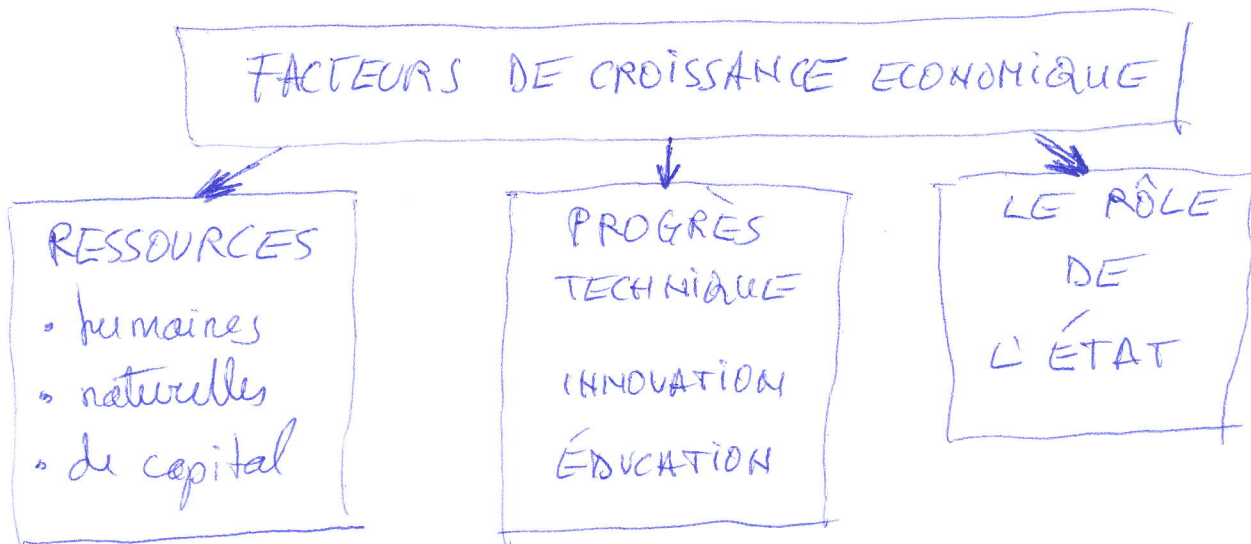 FACTEURS DE CROISSANCE ECONOMIQUE
RESSOURCES
• humaines
• naturelles
• de capital
PROGRÈS
TECHNIQUE
INNOVATION
ÉDUCATION
LE RÔLE
DE
L'ÉTAT